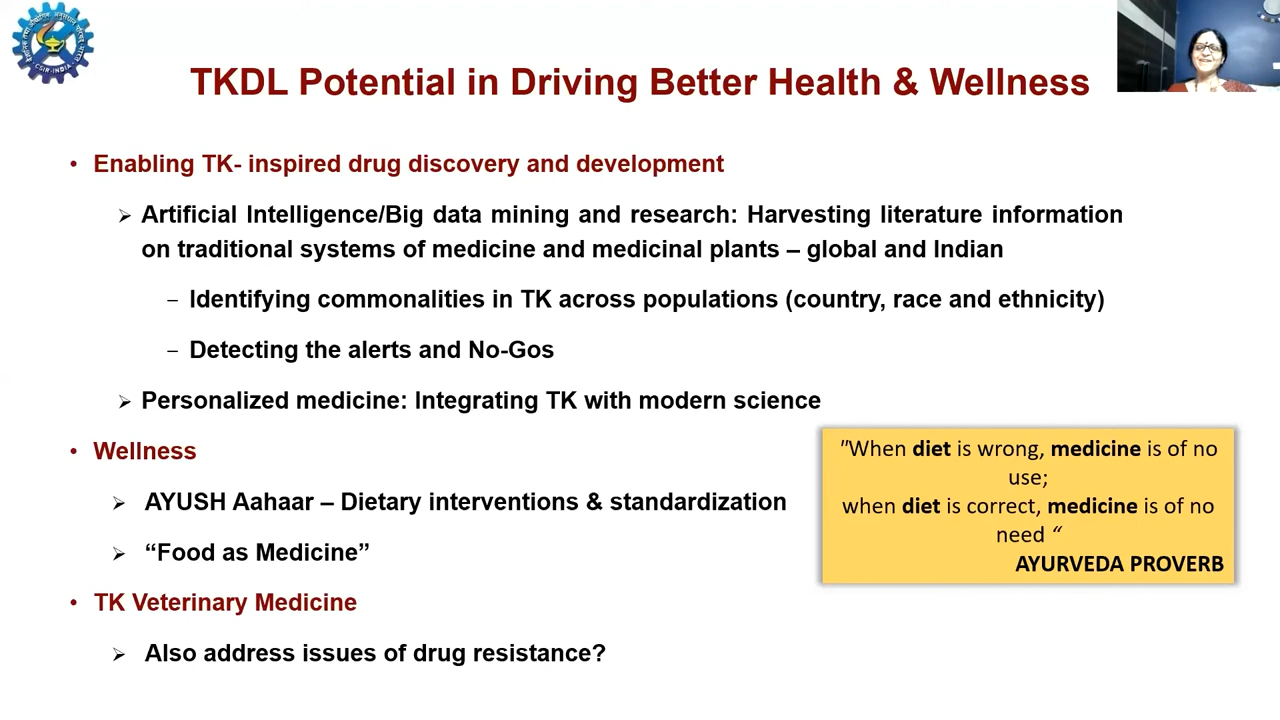 CSIR-INDIA
TKDL Potential in Driving Better Health & Wellness
• Enabling TK- inspired drug discovery and development
➢ Artificial Intelligence/Big data mining and research: Harvesting literature information
on traditional systems of medicine and medicinal plants – global and Indian
– Identifying commonalities in TK across populations (country, race and ethnicity)
– Detecting the alerts and No-Gos
➢ Personalized medicine: Integrating TK with modern science
• Wellness
➢ AYUSH Aahaar – Dietary interventions & standardization
➢ “Food as Medicine”
• TK Veterinary Medicine
➢ Also address issues of drug resistance?
"When diet is wrong, medicine is of no
use;
when diet is correct, medicine is of no
need “
AYURVEDA PROVERB